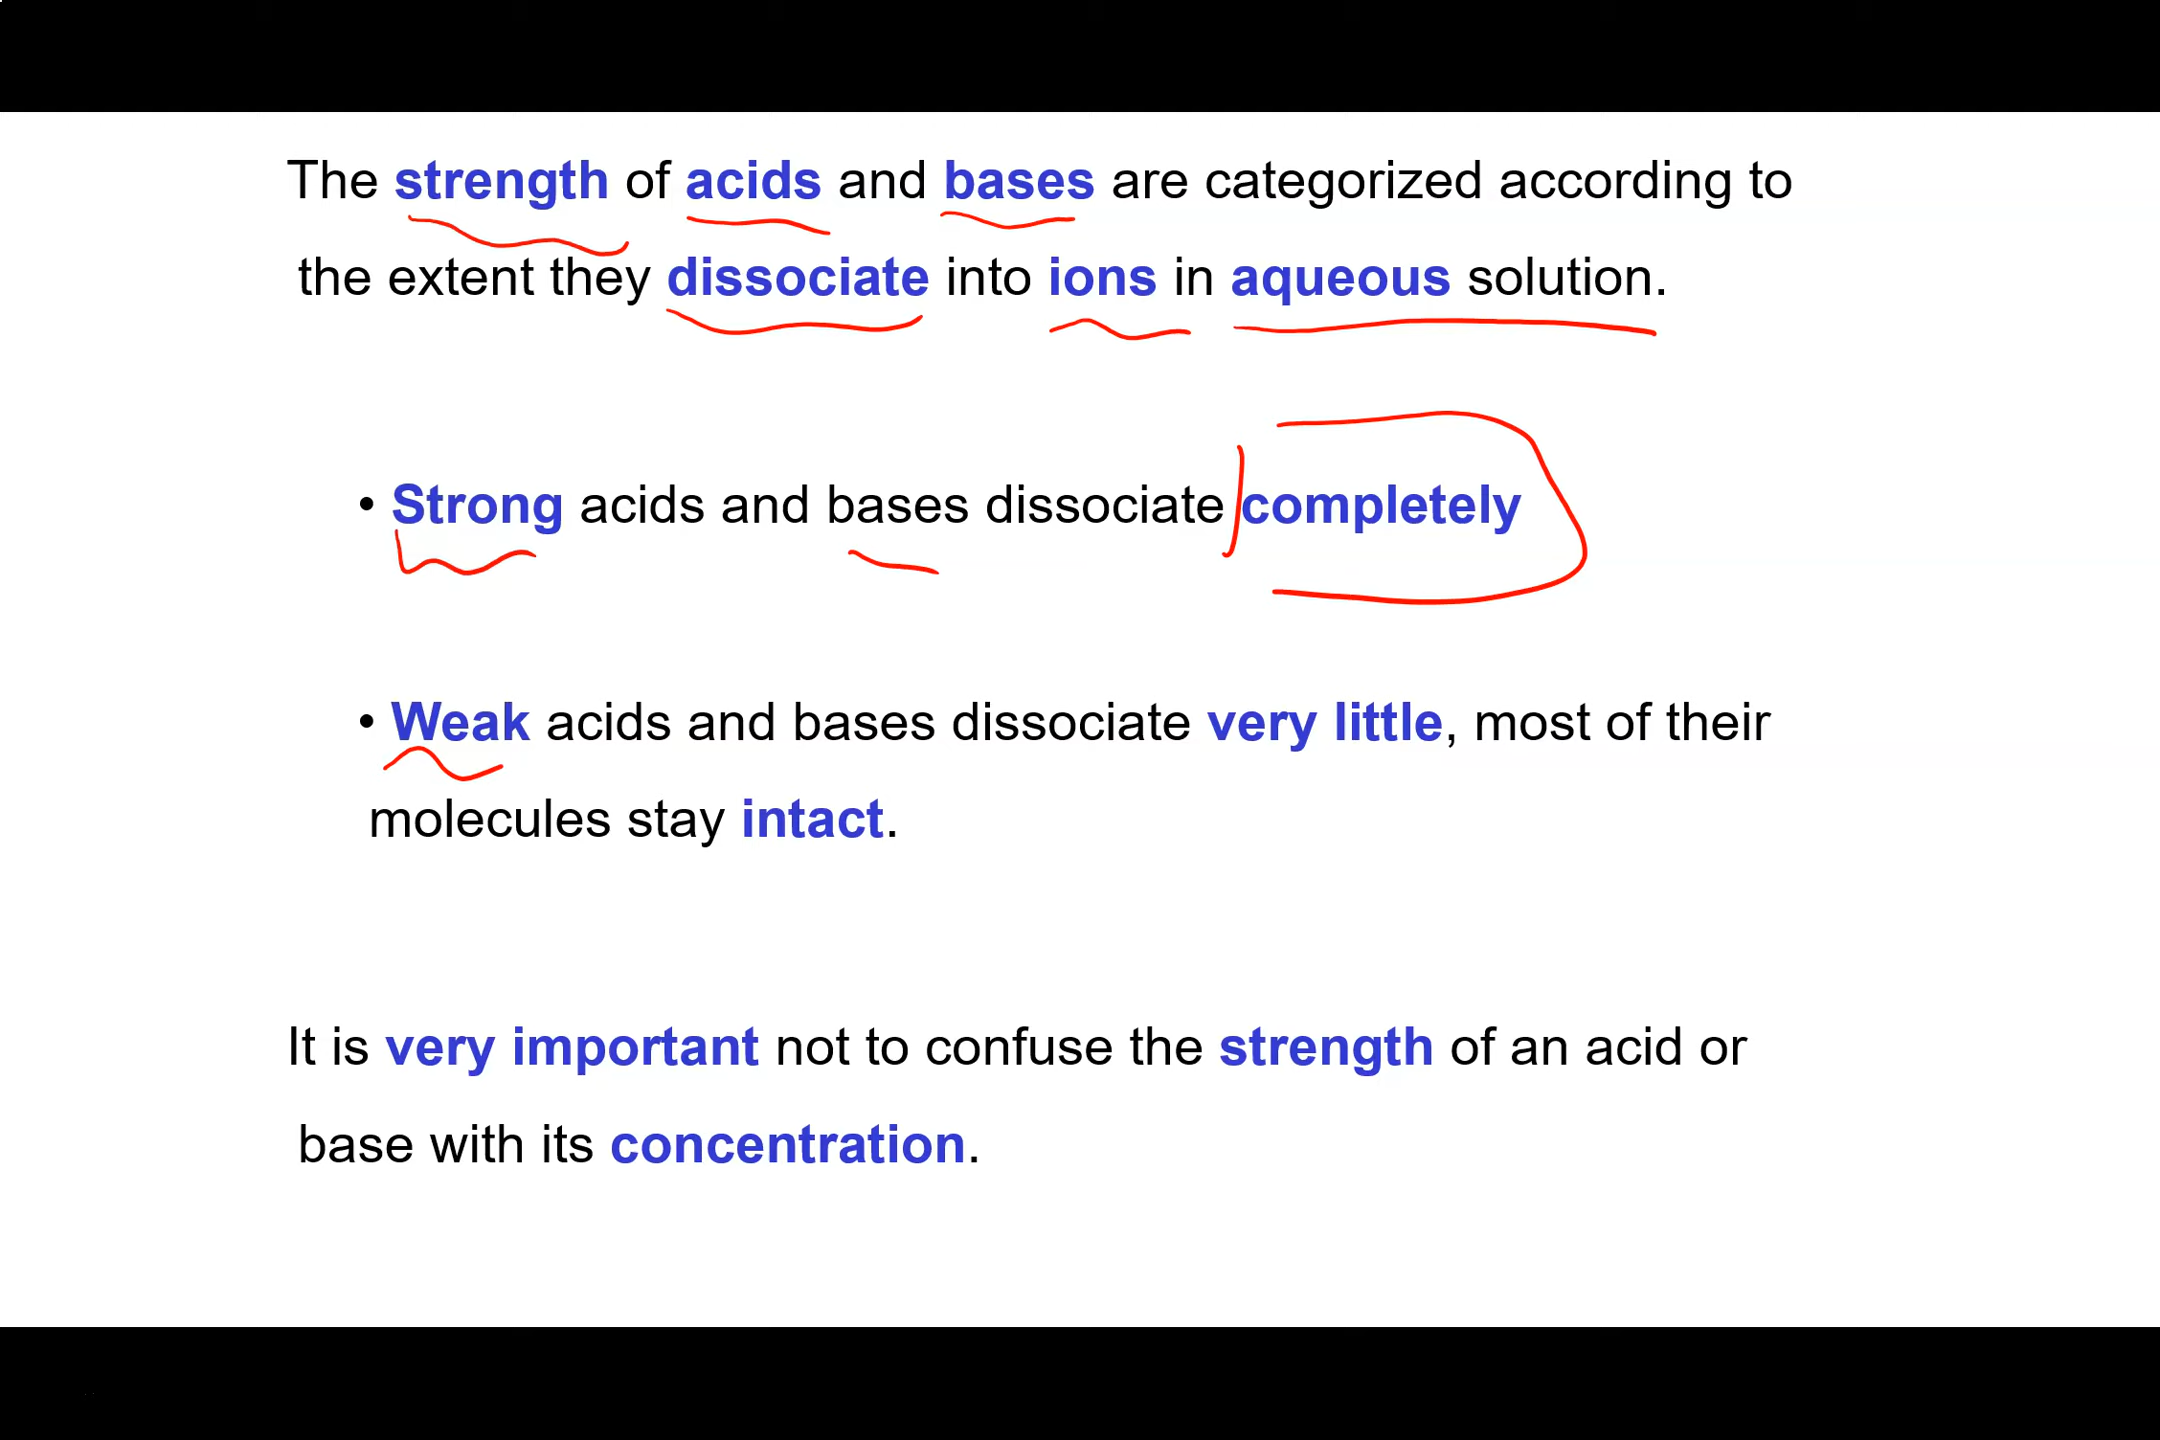 The strength of acids and bases are categorized according to
the extent they dissociate into ions in aqueous solution.
• Strong acids and bases dissociate completely
• Weak acids and bases dissociate very little, most of their
molecules stay intact.
It is very important not to confuse the strength of an acid or
base with its concentration.